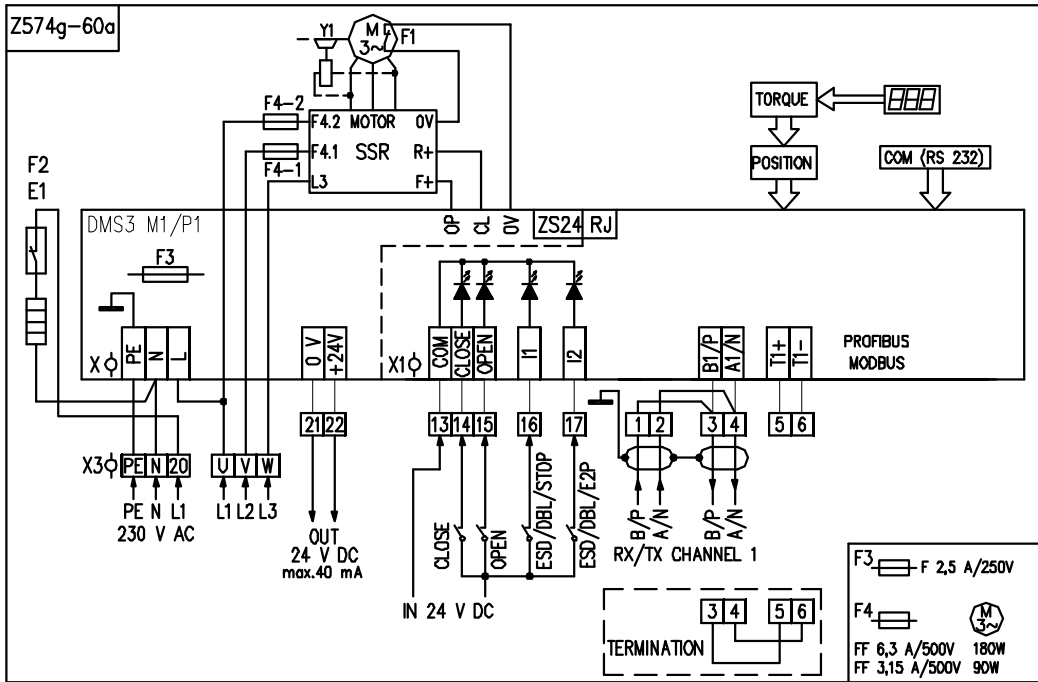 Z574g-60a
Y1
M
3~
F1
F4-2
F4.2 MOTOR 0V
F4.1 SSR R+
F4-1
L3 F+
TORQUE
POSITION
COM (RS 232)
F2
E1
DMS3 M1/P1
OP
CL
0V
ZS24 RJ
F3
X
PE
N
L
0 V
+24V
X1
COM
CLOSE
OPEN
I1
I2
B1/P
A1/N
T1+
T1-
PROFIBUS
MODBUS
21 22
13 14 15 16 17
1 2 3 4 5 6
X3 PE N 20 U V W
PE N L1 L1 L2 L3
230 V AC
OUT
24 V DC
max.40 mA
CLOSE
OPEN
ESD/DBL/STOP
ESD/DBL/E2P
IN 24 V DC
B/P
A/N
B/P
A/N
RX/TX CHANNEL 1
3 4 5 6
TERMINATION
F3 F 2,5 A/250V
F4
M
3~
FF 6,3 A/500V 180W
FF 3,15 A/500V 90W